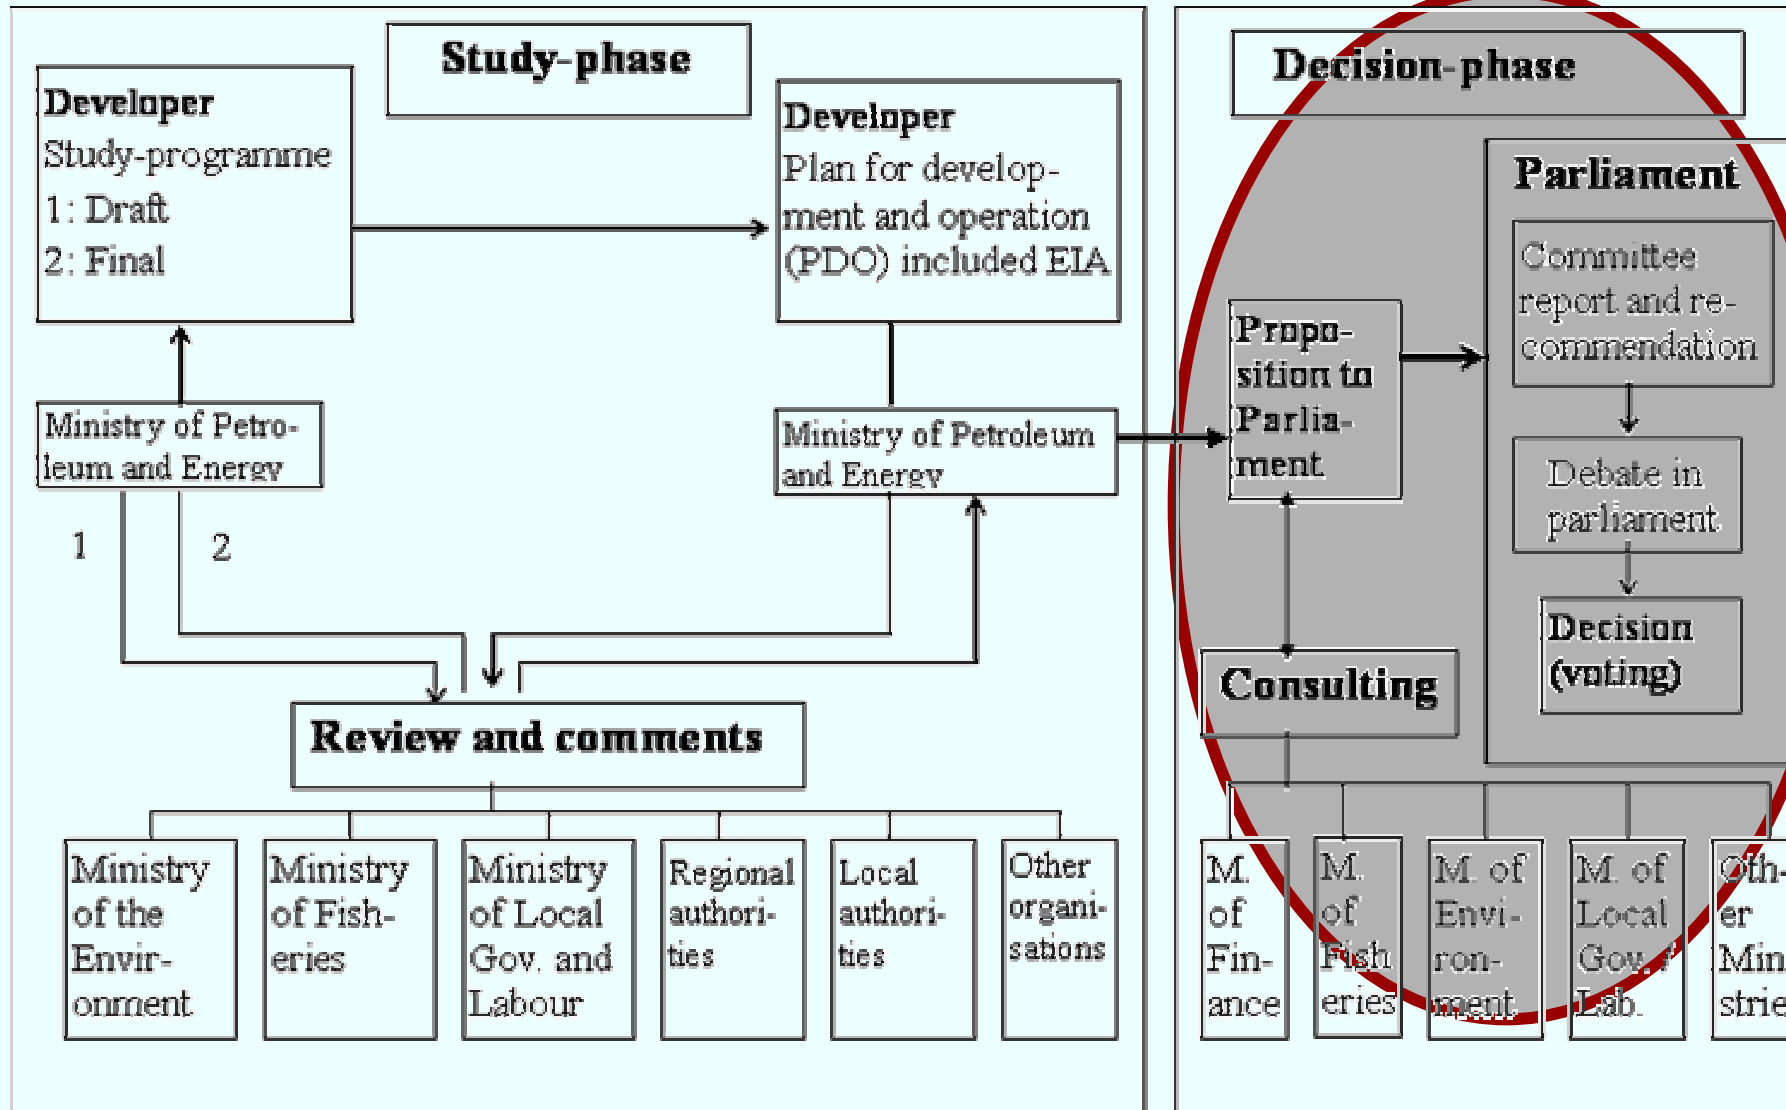 Study-phase
Developer
Study-programme
1: Draft
2: Final
Developer
Plan for develop-
ment and operation
(PDO) included EIA
Ministry of Petro-
leum and Energy
Ministry of Petroleum
and Energy
1
2
Review and comments
Ministry
of the
Envir-
onment
Ministry
of Fish-
eries
Ministry
of Local
Gov. and
Labour
Regional
authori-
ties
Local
authori-
ties
Other
organi-
sations
Decision-phase
Parliament
Committee
report and re-
commendation
Debate in
parliament
Decision
(voting)
Propo-
sition to
Parlia-
ment
Consulting
M.
of
Fin-
ance
M.
of
Fish
eries
M. of
Envi-
ron-
ment
M. of
Local
Gov. /
Lab.
Oth-
er
Min
strie